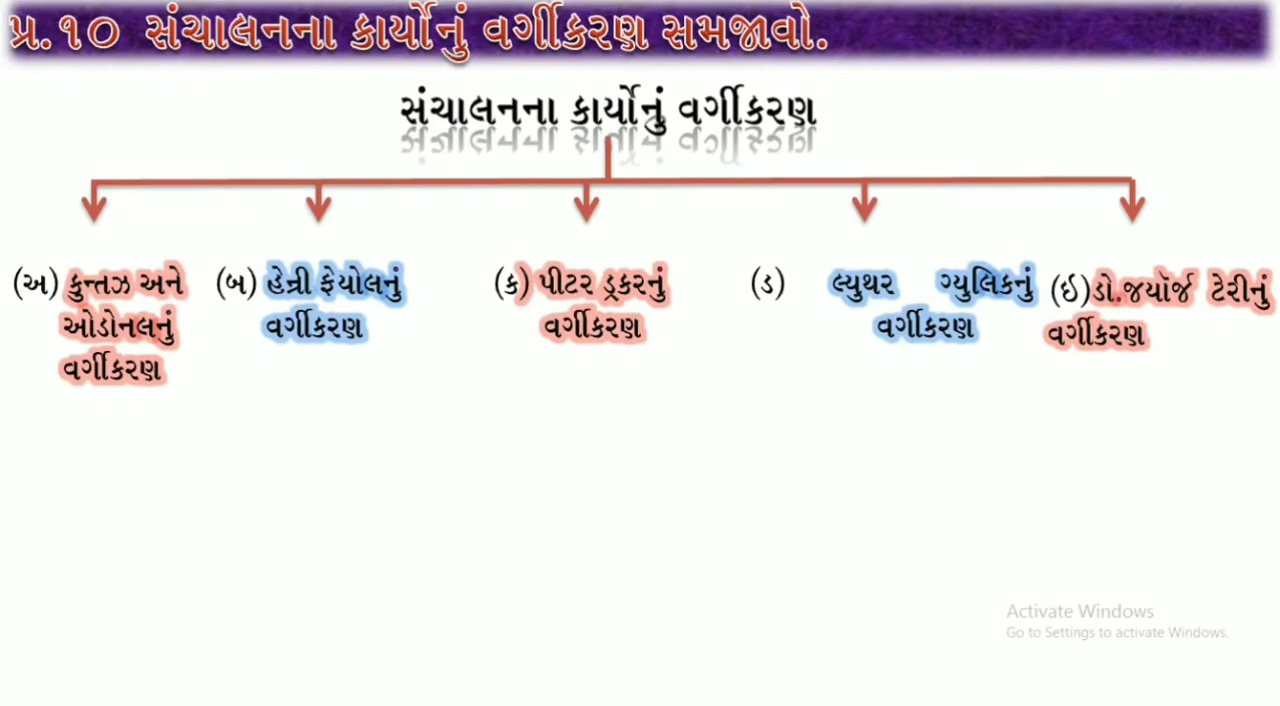 પ્ર.૧૦ સંચાલનના કાર્યોનું વર્ગીકરણ સમજાવો.
સંચાલનના કાર્યોનું વર્ગીકરણ
(અ) કુન્તઝ અને
ઓડોનલનું
વર્ગીકરણ
(બ) હેન્રી ફેયોલનું
વર્ગીકરણ
(ક) પીટર ડ્રકરનું
વર્ગીકરણ
(ડ) લ્યુથર ગ્યુલિકનું
વર્ગીકરણ
(ઈ)ડો.જયૉર્જ ટેરીનું
વર્ગીકરણ
Activate Windows
Go to Settings to activate Windows.